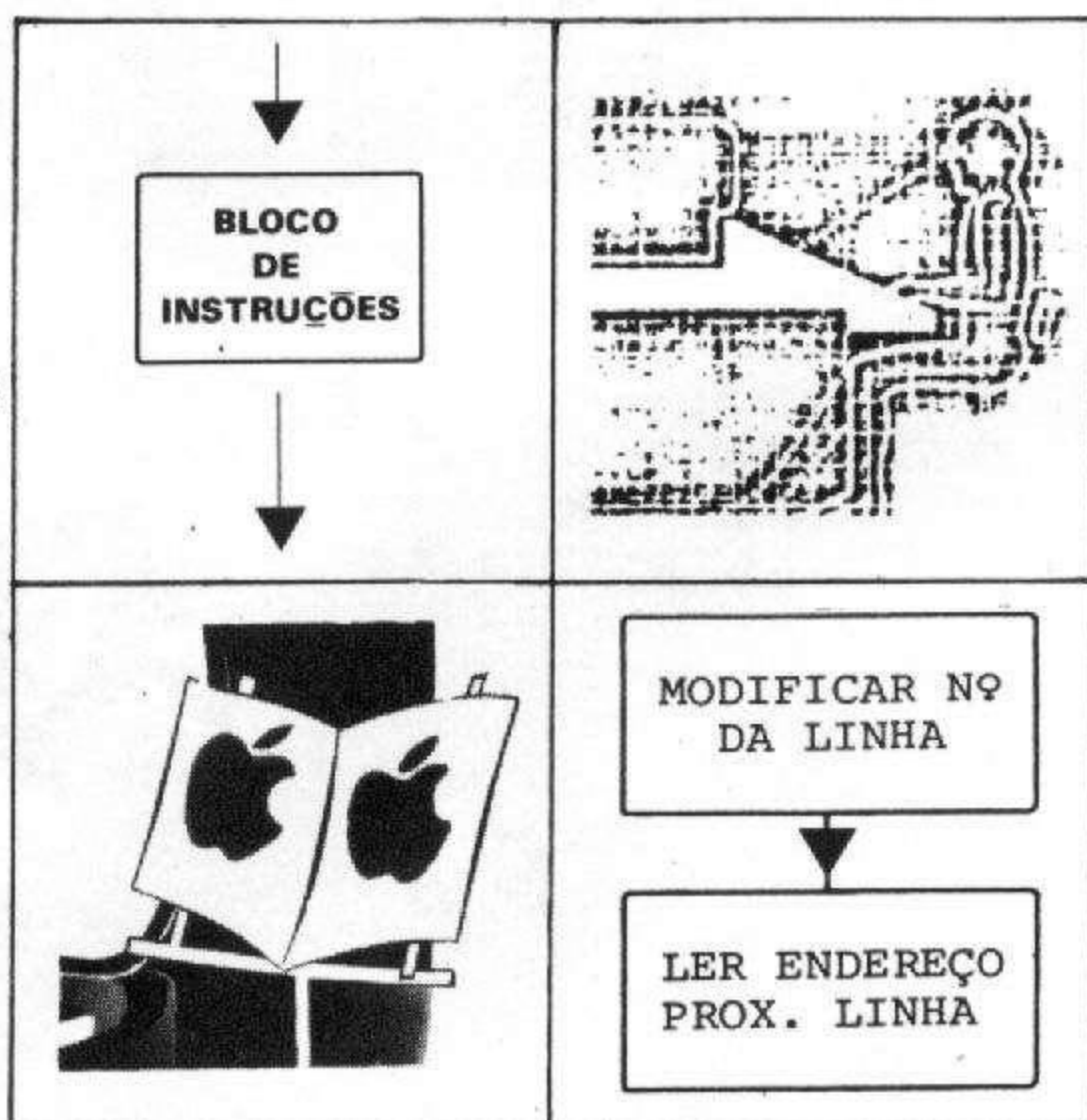 BLOCO
DE
INSTRUÇÕES
MODIFICAR Nº
DA LINHA
LER ENDEREÇO
PROX. LINHA